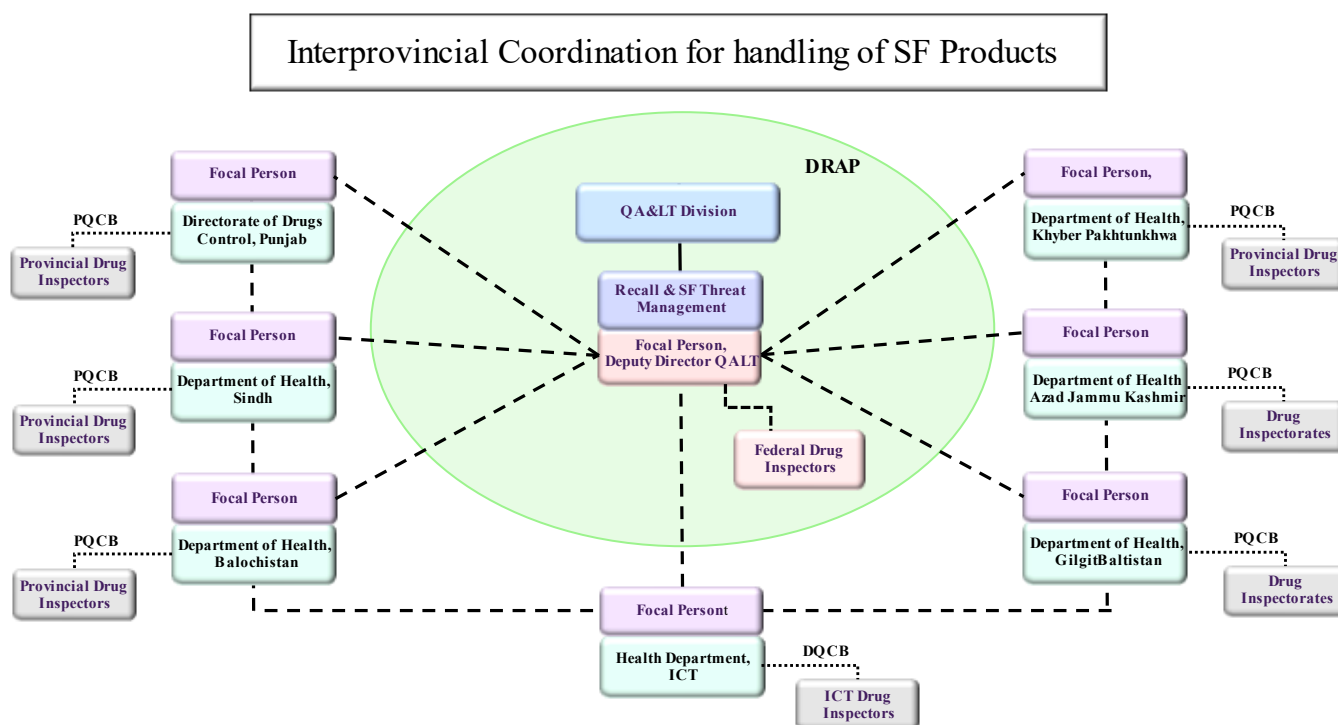 Interprovincial Coordination for handling of SF Products
DRAP
QA&LT Division
Recall & SF Threat
Management
Focal Person,
Deputy Director QALT
Federal Drug
Inspectors
Focal Person
Directorate of Drugs
Control, Punjab
PQCB
Provincial Drug
Inspectors
Focal Person
Department of Health,
Sindh
PQCB
Provincial Drug
Inspectors
Focal Person
Department of Health,
Balochistan
PQCB
Provincial Drug
Inspectors
Focal Person,
Department of Health,
Khyber Pakhtunkhwa
PQCB
Provincial Drug
Inspectors
Focal Person
Department of Health
Azad Jammu Kashmir
PQCB
Drug
Inspectorates
Focal Person
Department of Health,
GilgitBaltistan
PQCB
Drug
Inspectorates
Focal Persont
Health Department,
ICT
DQCB
ICT Drug
Inspectors